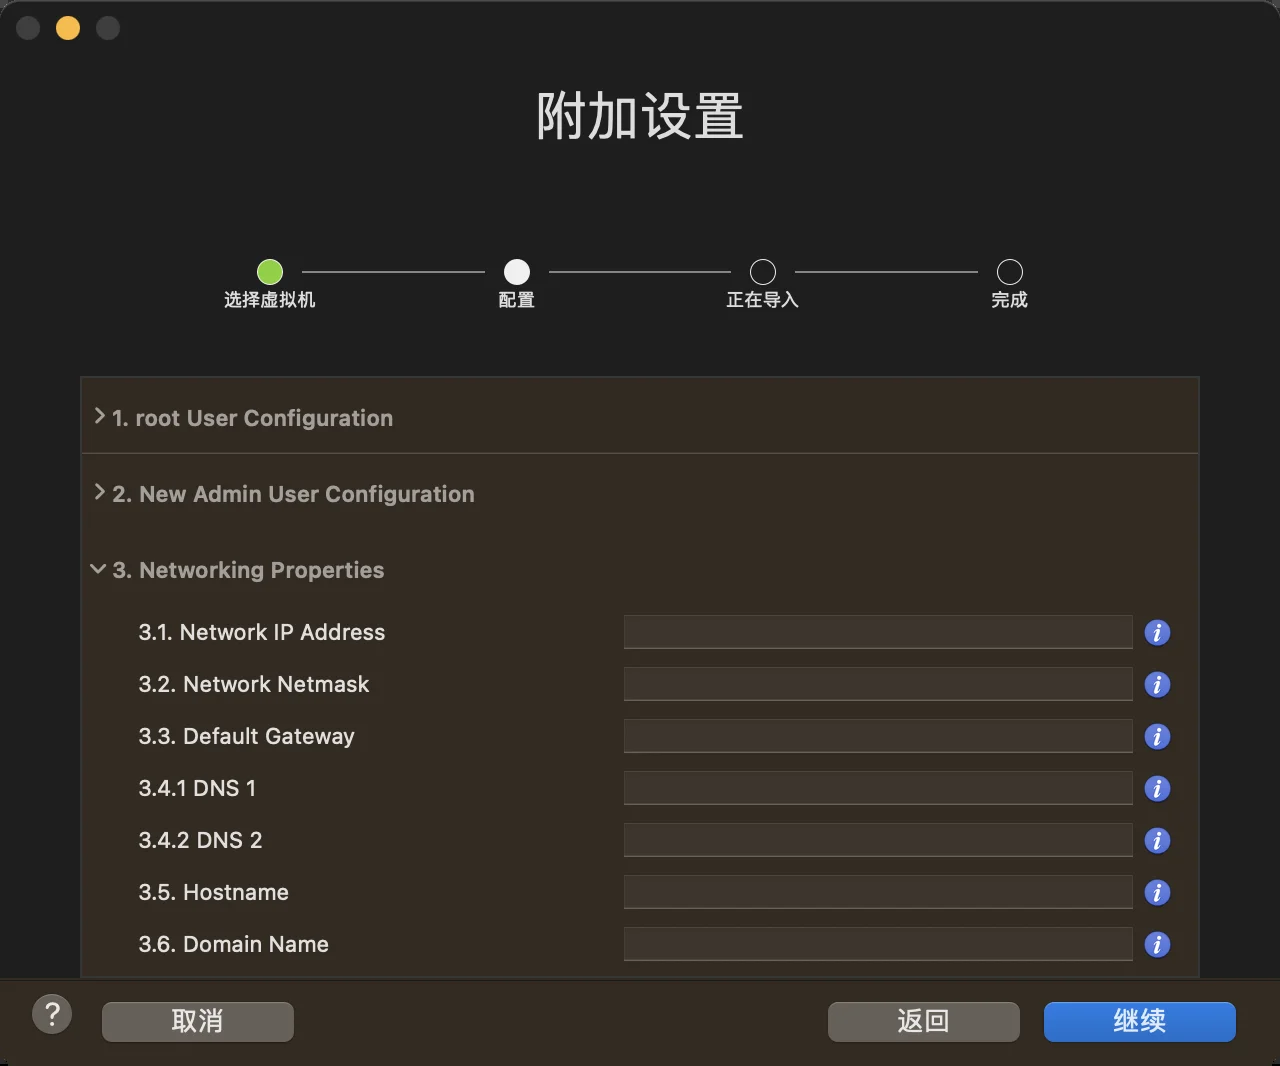 附加设置
选择虚拟机
配置
正在导入
完成
1. root User Configuration
2. New Admin User Configuration
3. Networking Properties
3.1. Network IP Address
i
3.2. Network Netmask
i
3.3. Default Gateway
i
3.4.1 DNS 1
i
3.4.2 DNS 2
i
3.5. Hostname
i
3.6. Domain Name
i
?
取消
返回
继续